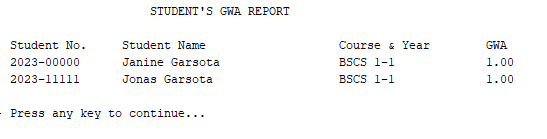 STUDENT'S GWA REPORT
Student No. Student Name Course & Year GWA
2023-00000 Janine Garsota BSCS 1-1 1.00
2023-11111 Jonas Garsota BSCS 1-1 1.00
Press any key to continue...